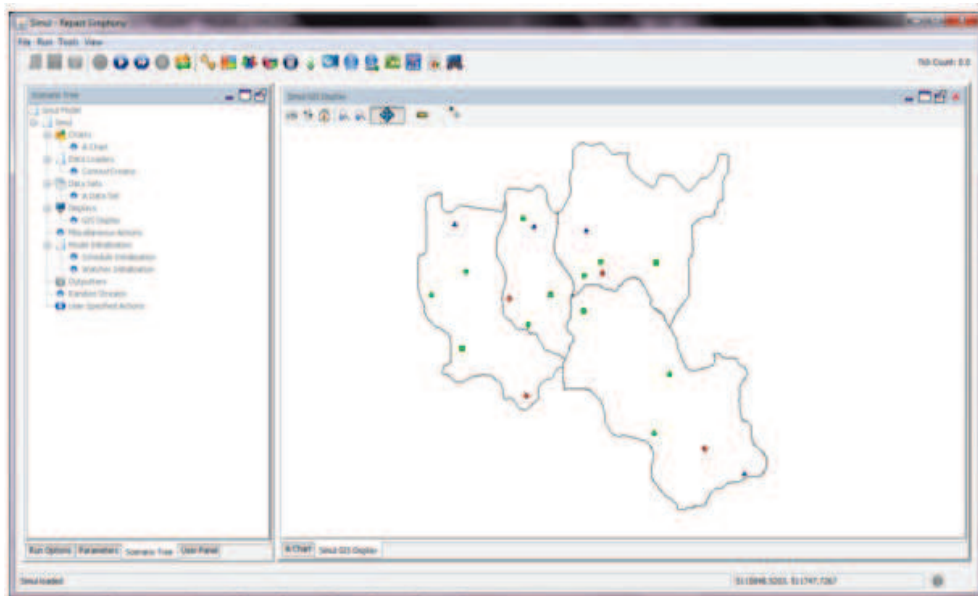 Simul - Repast Simphony
File Run Tools View
Tick Count: 0.0
Scenario Tree
Simul Model
Simul
Charts
A Chart
Data Loaders
Context Creator
Data Sets
A Data Set
Displays
GIS Display
Miscellaneous Actions
Model Initialization
Schedule Initialization
Watcher Initialization
Outputters
Random Streams
User Specified Actions
Run Options Parameters Scenario Tree User Panel
Simul GIS Display
A Chart Simul GIS Display
Simul loaded